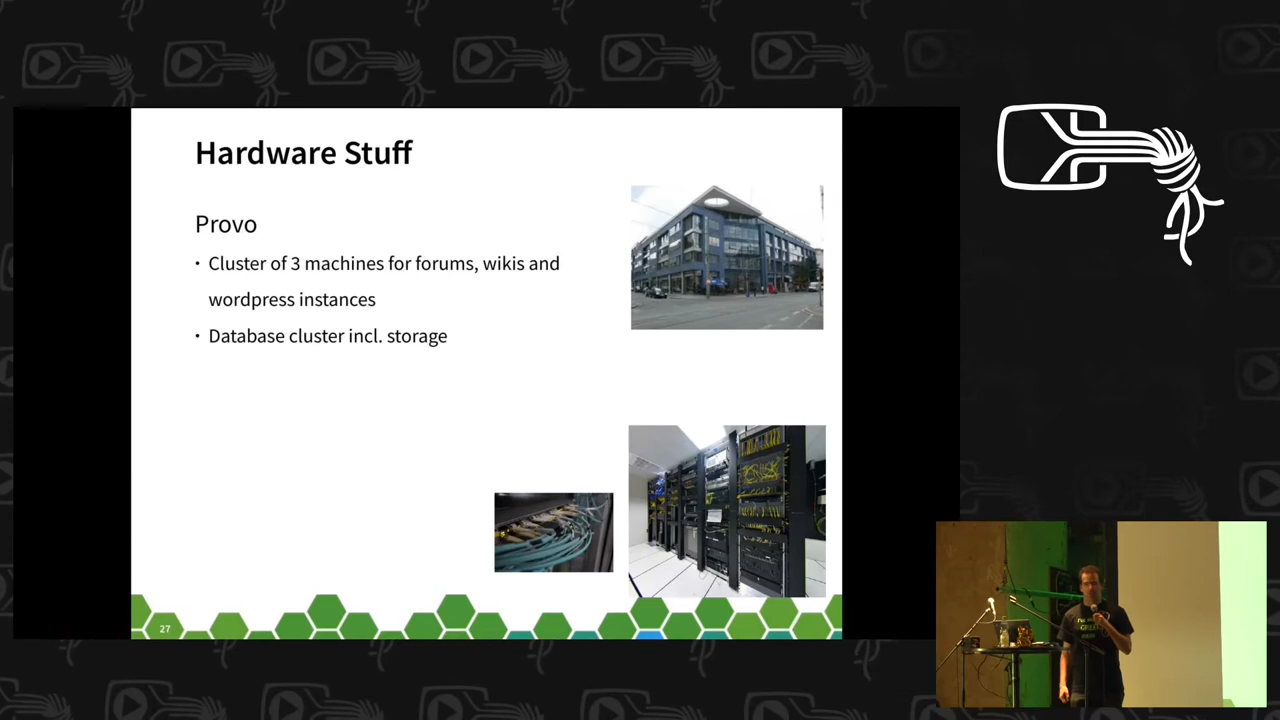 Hardware Stuff
Provo
• Cluster of 3 machines for forums, wikis and
wordpress instances
• Database cluster incl. storage
27